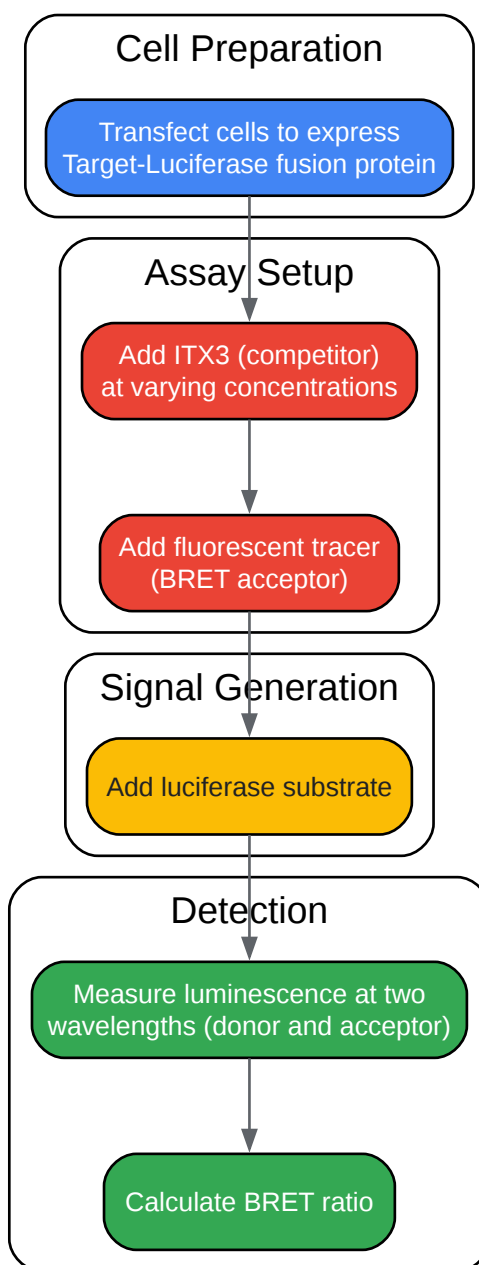 Cell Preparation
Transfect cells to express
Target-Luciferase fusion protein
Assay Setup
Add ITX3 (competitor)
at varying concentrations
Add fluorescent tracer
(BRET acceptor)
Signal Generation
Add luciferase substrate
Detection
Measure luminescence at two
wavelengths (donor and acceptor)
Calculate BRET ratio